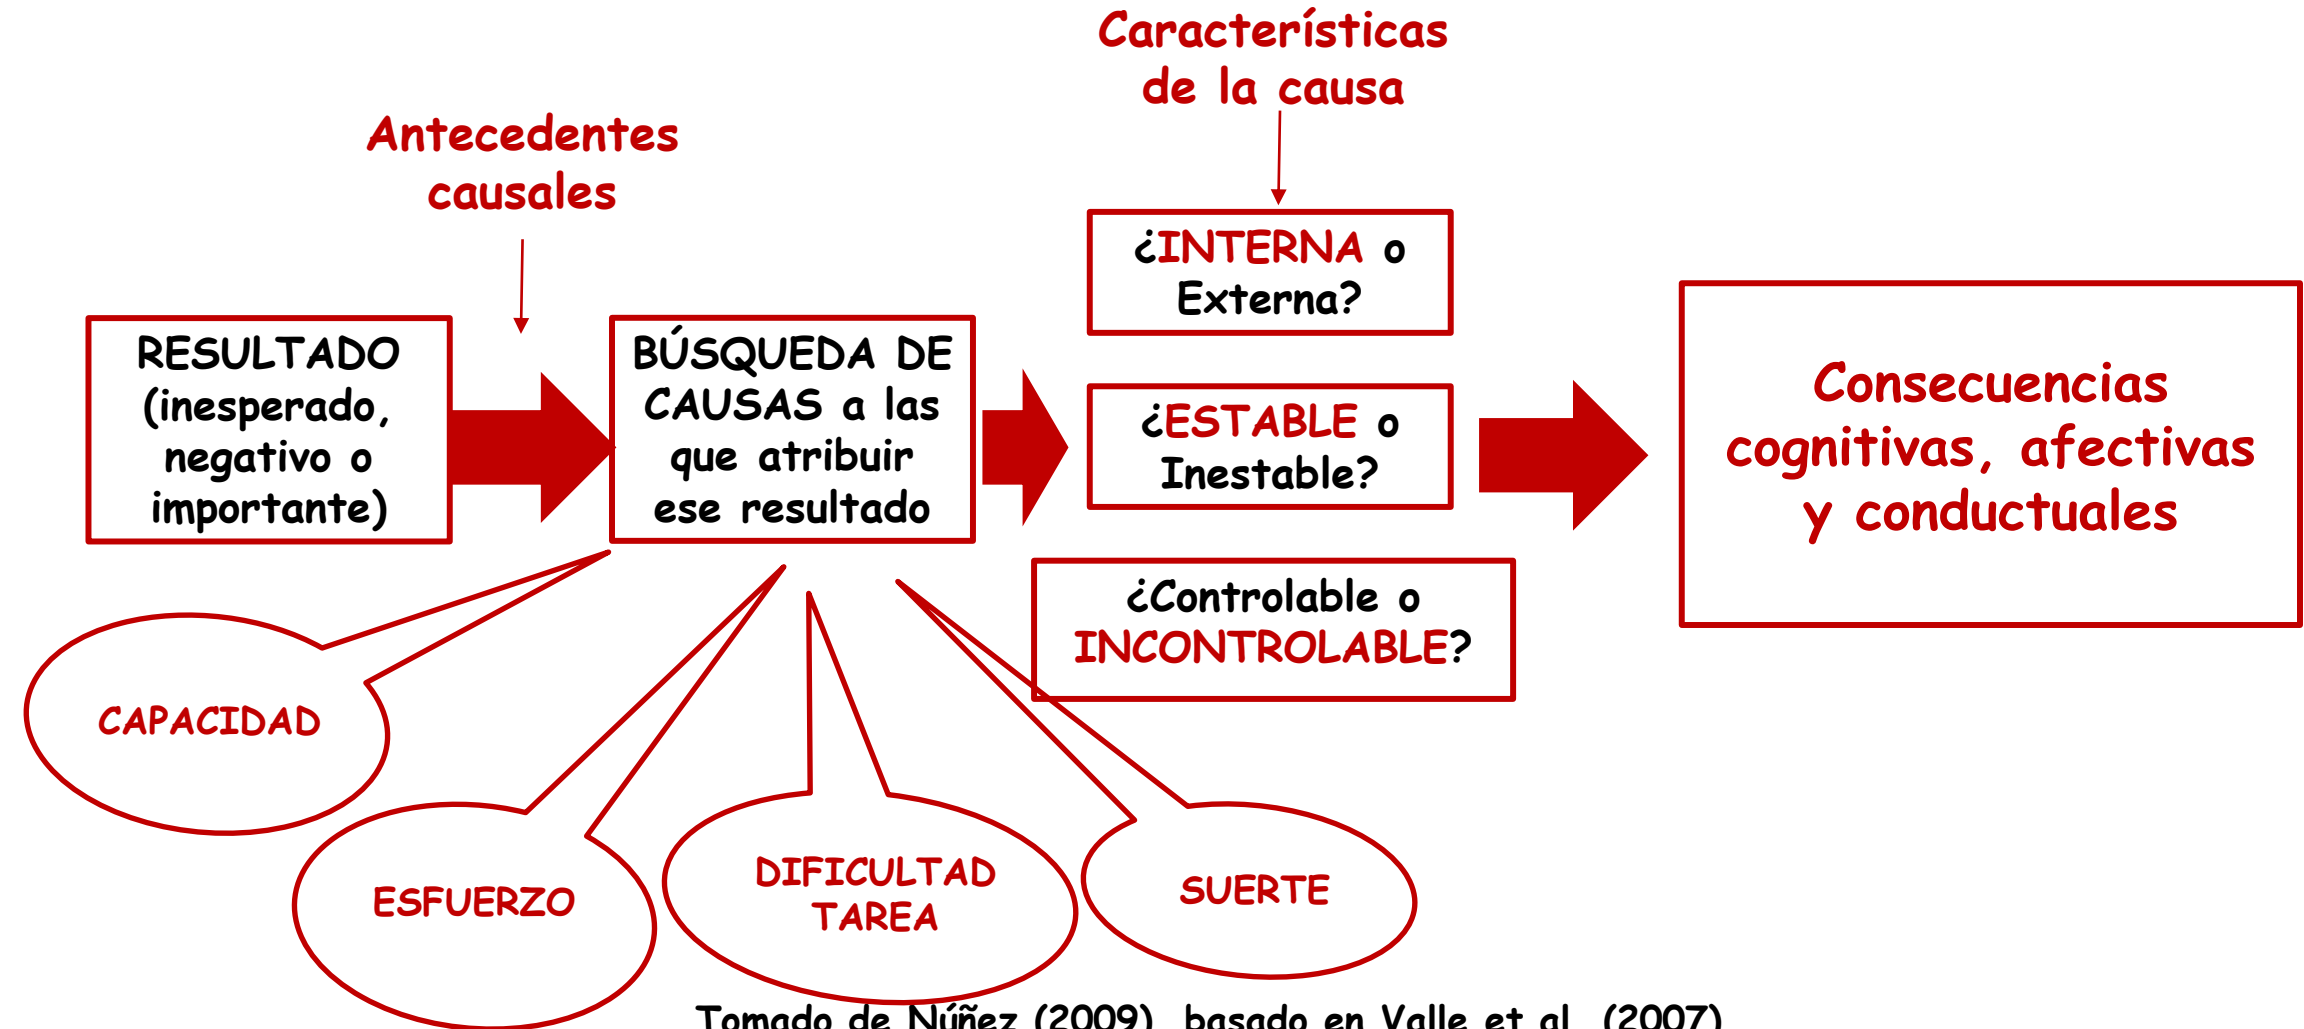 Características
de la causa
Antecedentes
causales
¿INTERNA o
Externa?
RESULTADO
(inesperado,
negativo o
importante)
BÚSQUEDA DE
CAUSAS a las
que atribuir
ese resultado
¿ESTABLE o
Inestable?
Consecuencias
cognitivas, afectivas
y conductuales
¿Controlable o
INCONTROLABLE?
CAPACIDAD
ESFUERZO
DIFICULTAD
TAREA
SUERTE
Tomado de Núñez (2009) basado en Valle et al (2007)